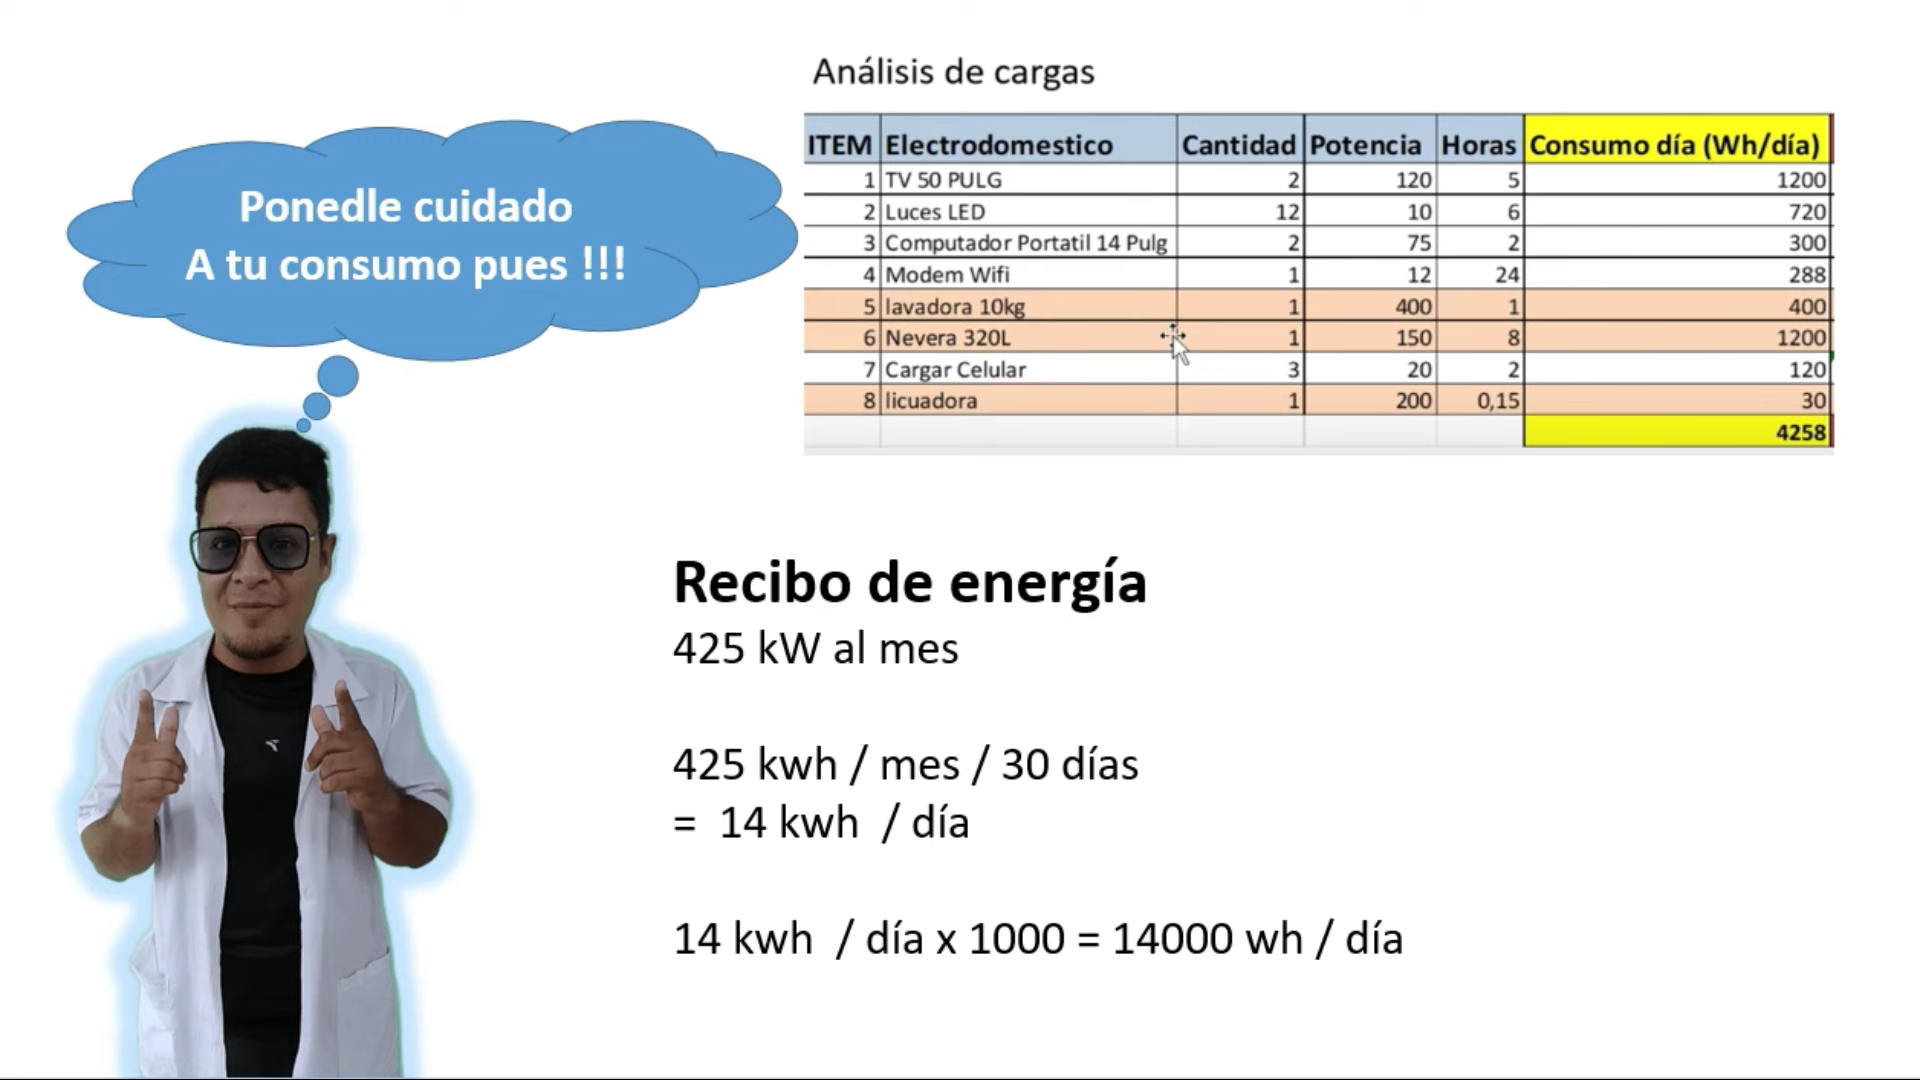 Análisis de cargas
Ponedle cuidado
A tu consumo pues !!!
ITEM Electrodomestico Cantidad Potencia Horas Consumo día (Wh/día)
1 TV 50 PULG 2 120 5 1200
2 Luces LED 12 10 6 720
3 Computador Portatil 14 Pulg 2 75 2 300
4 Modem Wifi 1 12 24 288
5 lavadora 10kg 1 400 1 400
6 Nevera 320L 1 150 8 1200
7 Cargar Celular 3 20 2 120
8 licuadora 1 200 0,15 30
4258
Recibo de energía
425 kW al mes
425 kwh / mes / 30 días
= 14 kwh / día
14 kwh / día x 1000 = 14000 wh / día